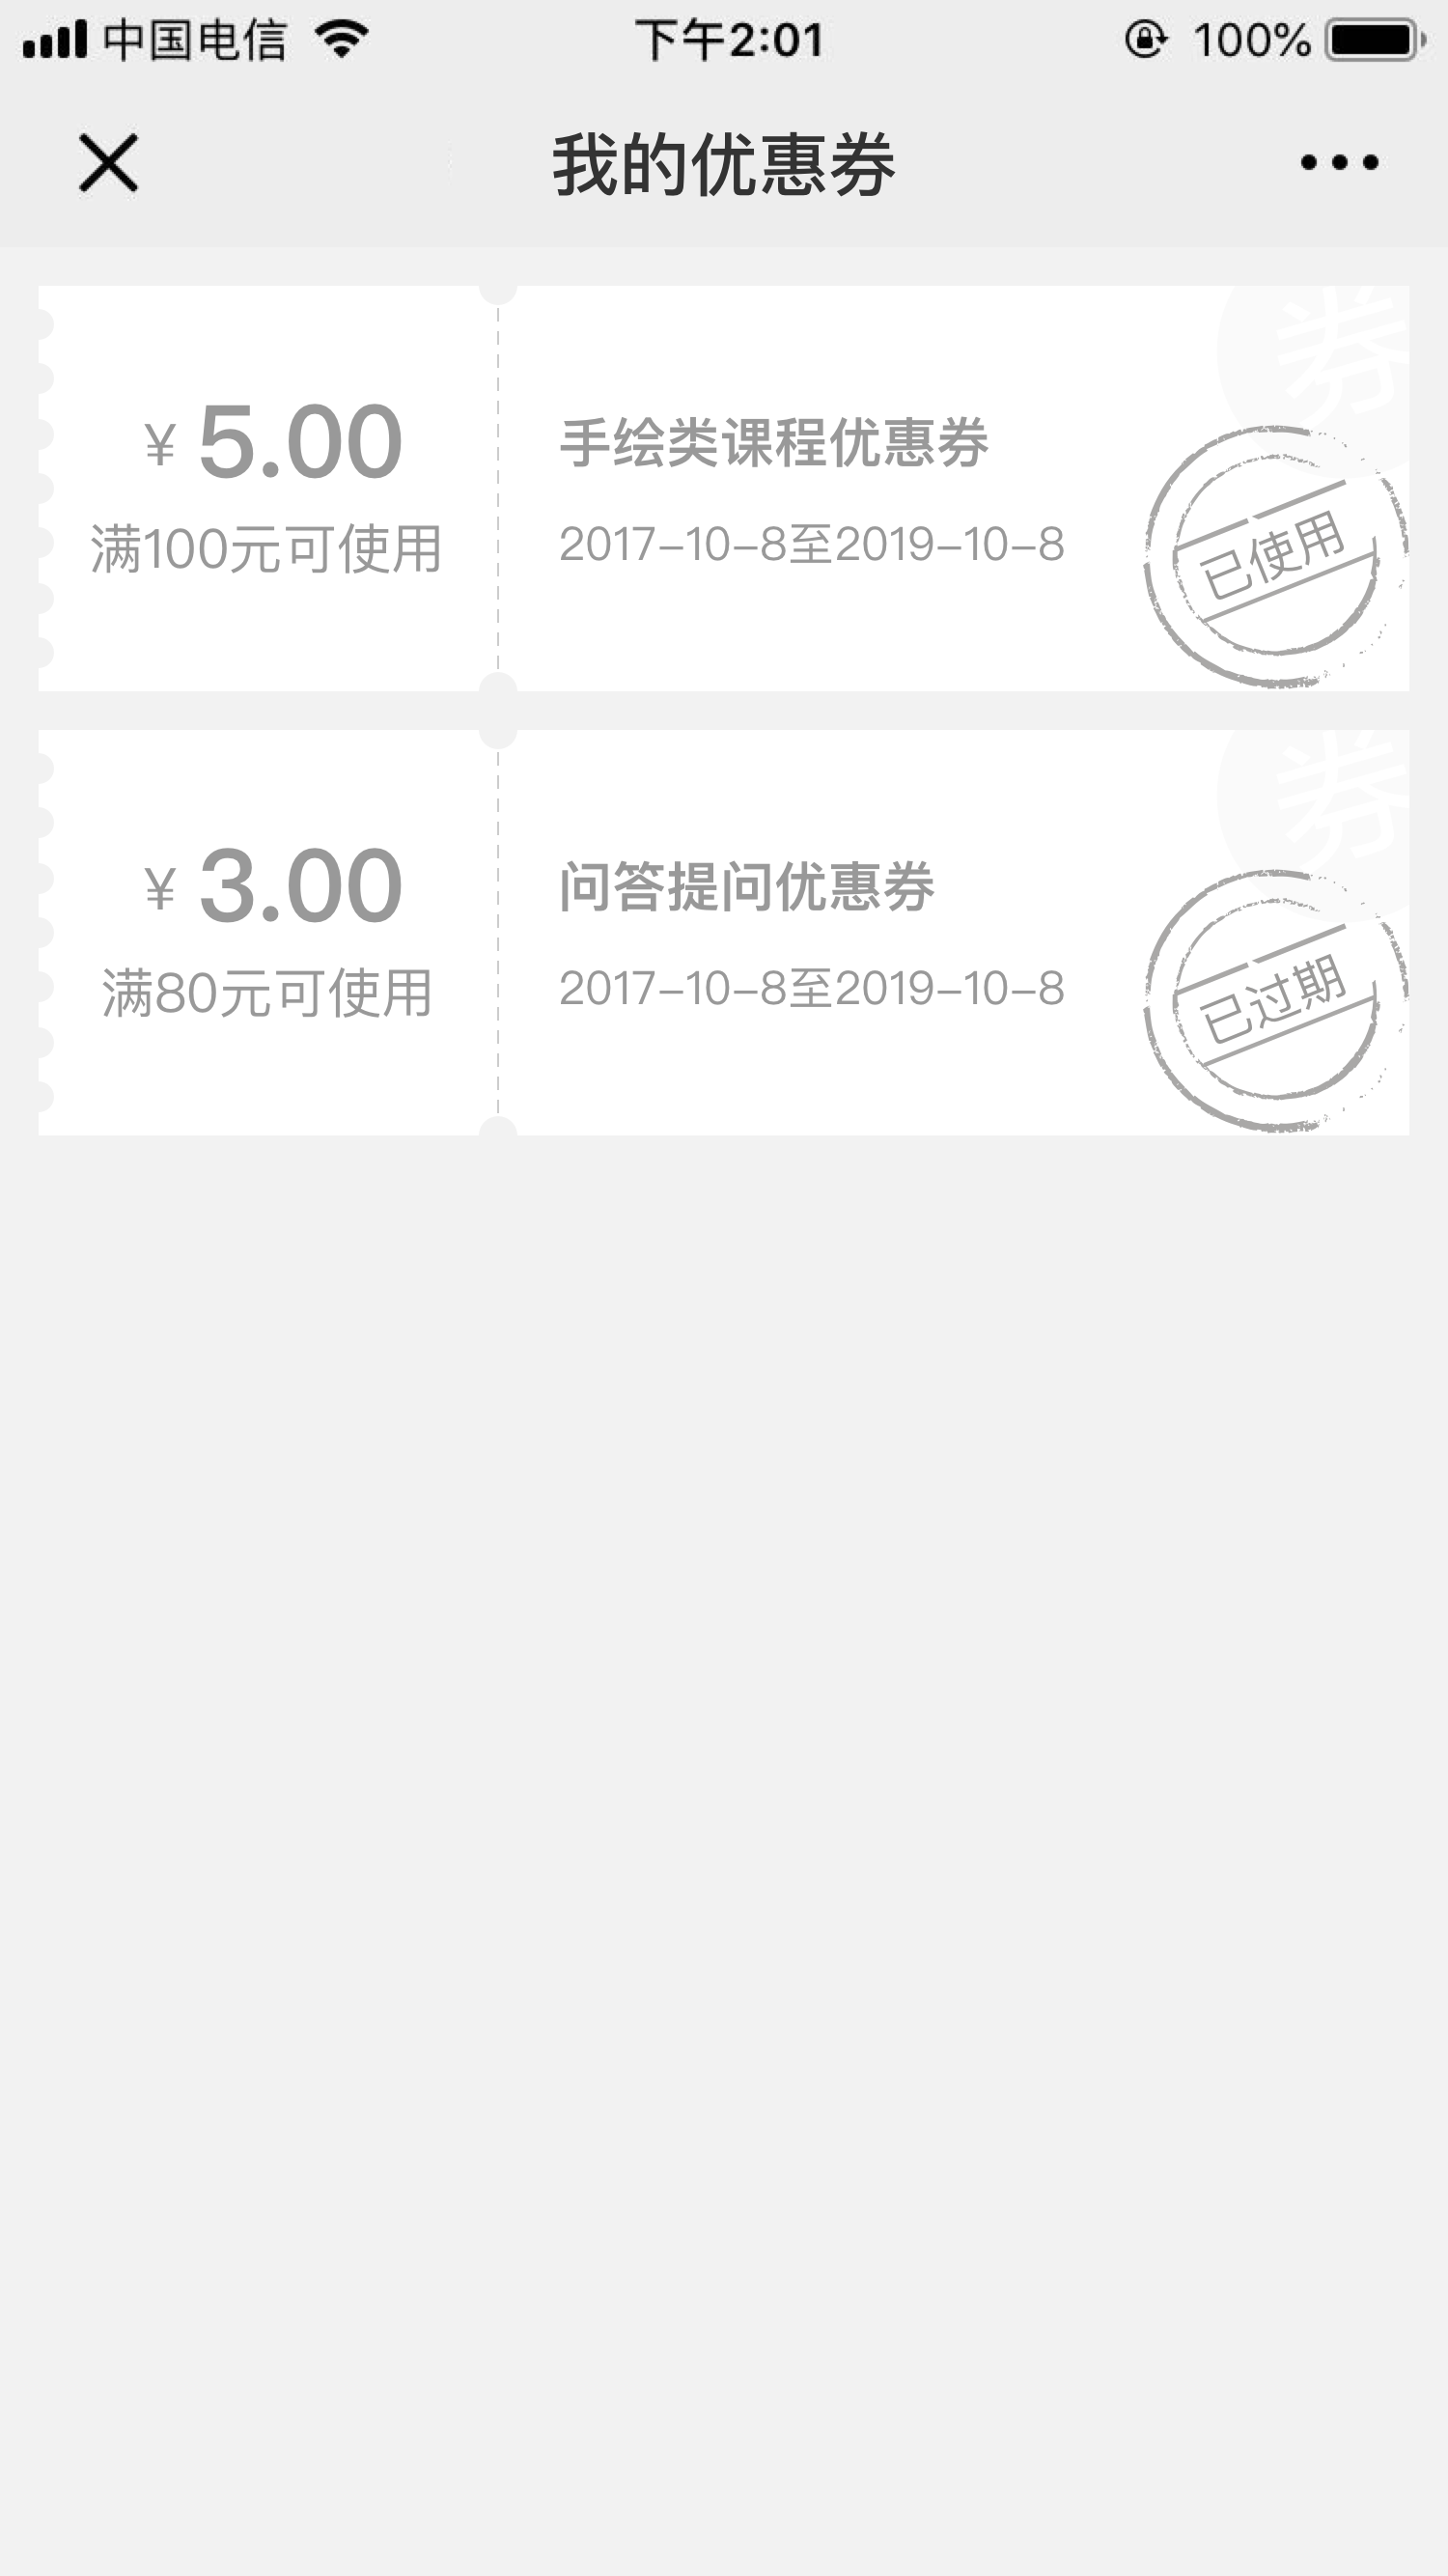 中国电信 下午2:01 100%
我的优惠券
券
¥ 5.00
满100元可使用
手绘类课程优惠券
2017-10-8至2019-10-8
已使用
券
¥ 3.00
满80元可使用
问答提问优惠券
2017-10-8至2019-10-8
已过期